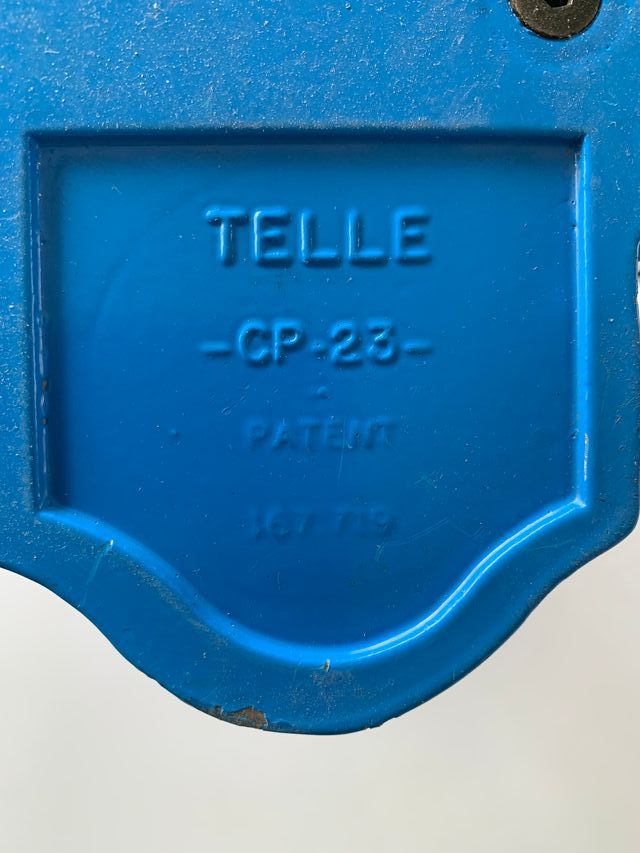 TELLE
-CP-23-
PATENT
167 719